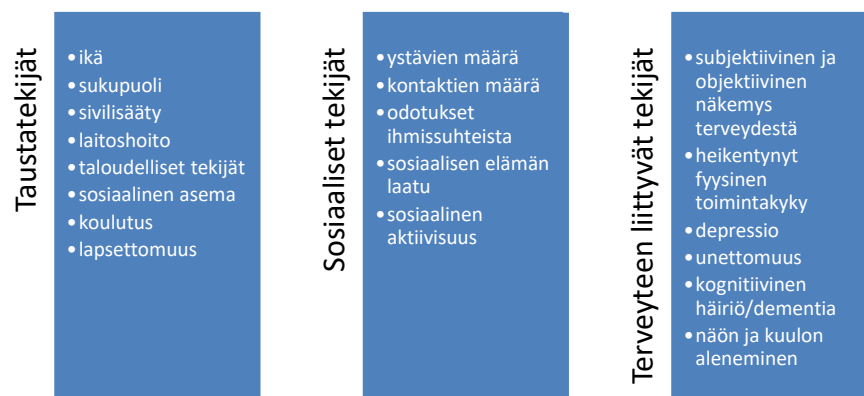 Taustatekijät
•ikä
•sukupuoli
•sivilisääty
•laitoshoito
•taloudelliset tekijät
•sosiaalinen asema
•koulutus
•lapsettomuus
Sosiaaliset tekijät
•ystävien määrä
•kontaktien määrä
•odotukset
ihmissuhteista
•sosiaalisen elämän
laatu
•sosiaalinen
aktiivisuus
Terveyteen liittyvät tekijät
•subjektiivinen ja
objektiivinen
näkemys
terveydestä
•heikentynyt
fyysinen
toimintakyky
•depressio
•unettomuus
•kognitiivinen
häiriö/dementia
•näön ja kuulon
aleneminen